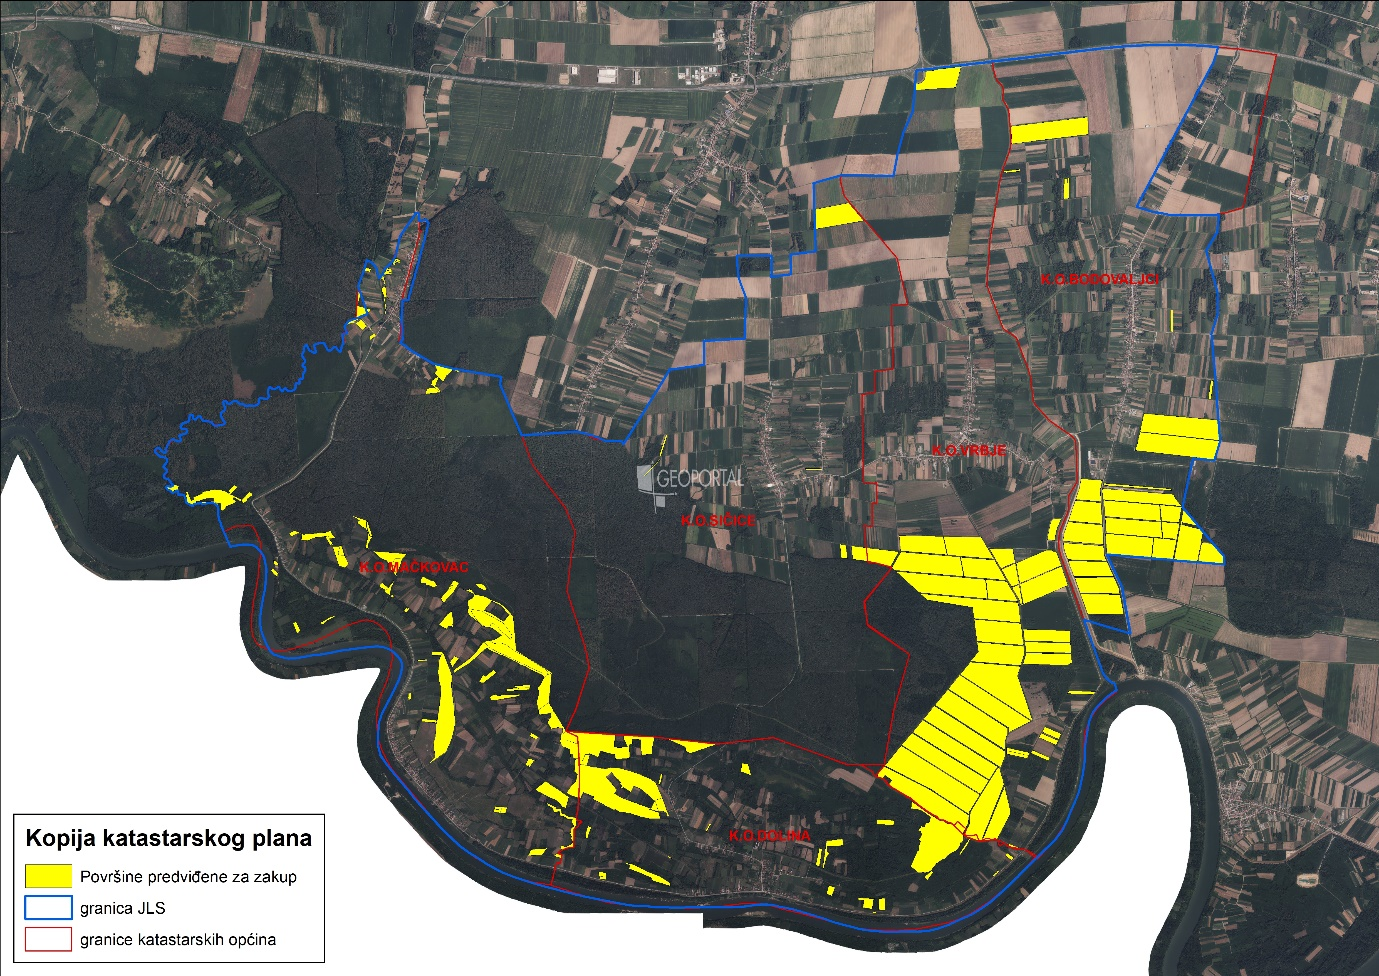 K.O.BODOVALJCI
K.O.VRBJE
GEOPORTAL
K.O.SIČICE
K.O.MAČKOVAC
K.O.DOLINA
Kopija katastarskog plana
Površine predviđene za zakup
granica JLS
granice katastarskih općina